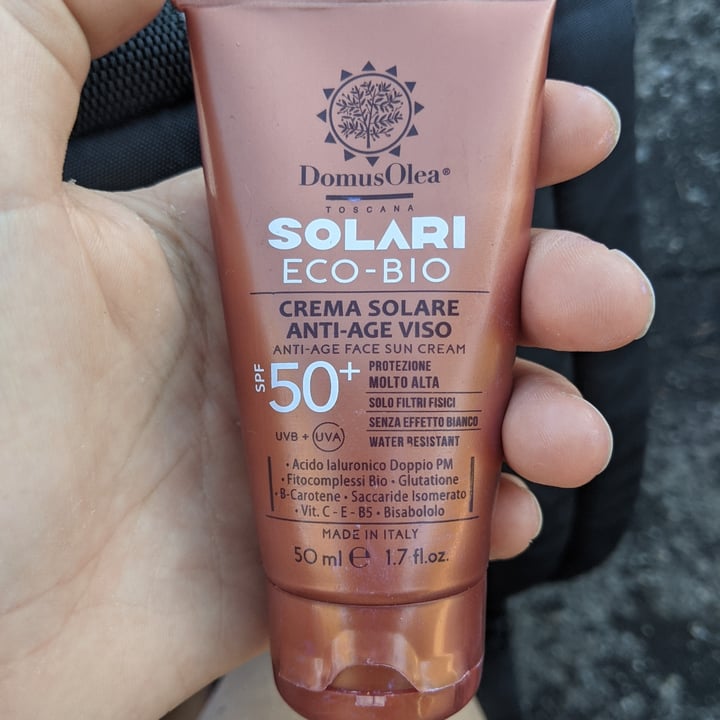 DomusOlea®
TOSCANA
SOLARI
ECO-BIO
CREMA SOLARE
ANTI-AGE VISO
ANTI-AGE FACE SUN CREAM
SPF 50+
PROTEZIONE
MOLTO ALTA
SOLO FILTRI FISICI
SENZA EFFETTO BIANCO
WATER RESISTANT
UVB + UVA
• Acido Ialuronico Doppio PM
• Fitocomplessi Bio • Glutatione
• B-Carotene • Saccaride Isomerato
• Vit. C - E - B5 • Bisabololo
MADE IN ITALY
50 ml ℮ 1.7 fl.oz.